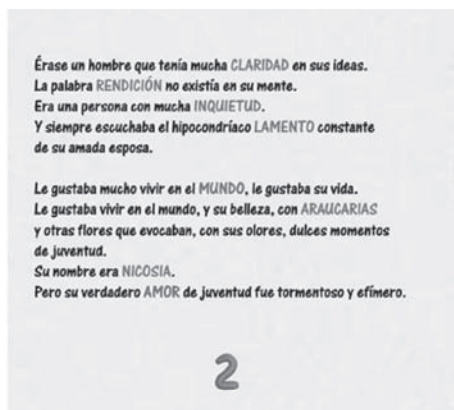 Érase un hombre que tenía mucha CLARIDAD en sus ideas.
La palabra RENDICIÓN no existía en su mente.
Era una persona con mucha INQUIETUD.
Y siempre escuchaba el hipocondríaco LAMENTO constante
de su amada esposa.
Le gustaba mucho vivir en el MUNDO, le gustaba su vida.
Le gustaba vivir en el mundo, y su belleza, con ARAUCARIAS
y otras flores que evocaban, con sus olores, dulces momentos
de juventud.
Su nombre era NICOSIA.
Pero su verdadero AMOR de juventud fue tormentoso y efímero.
2